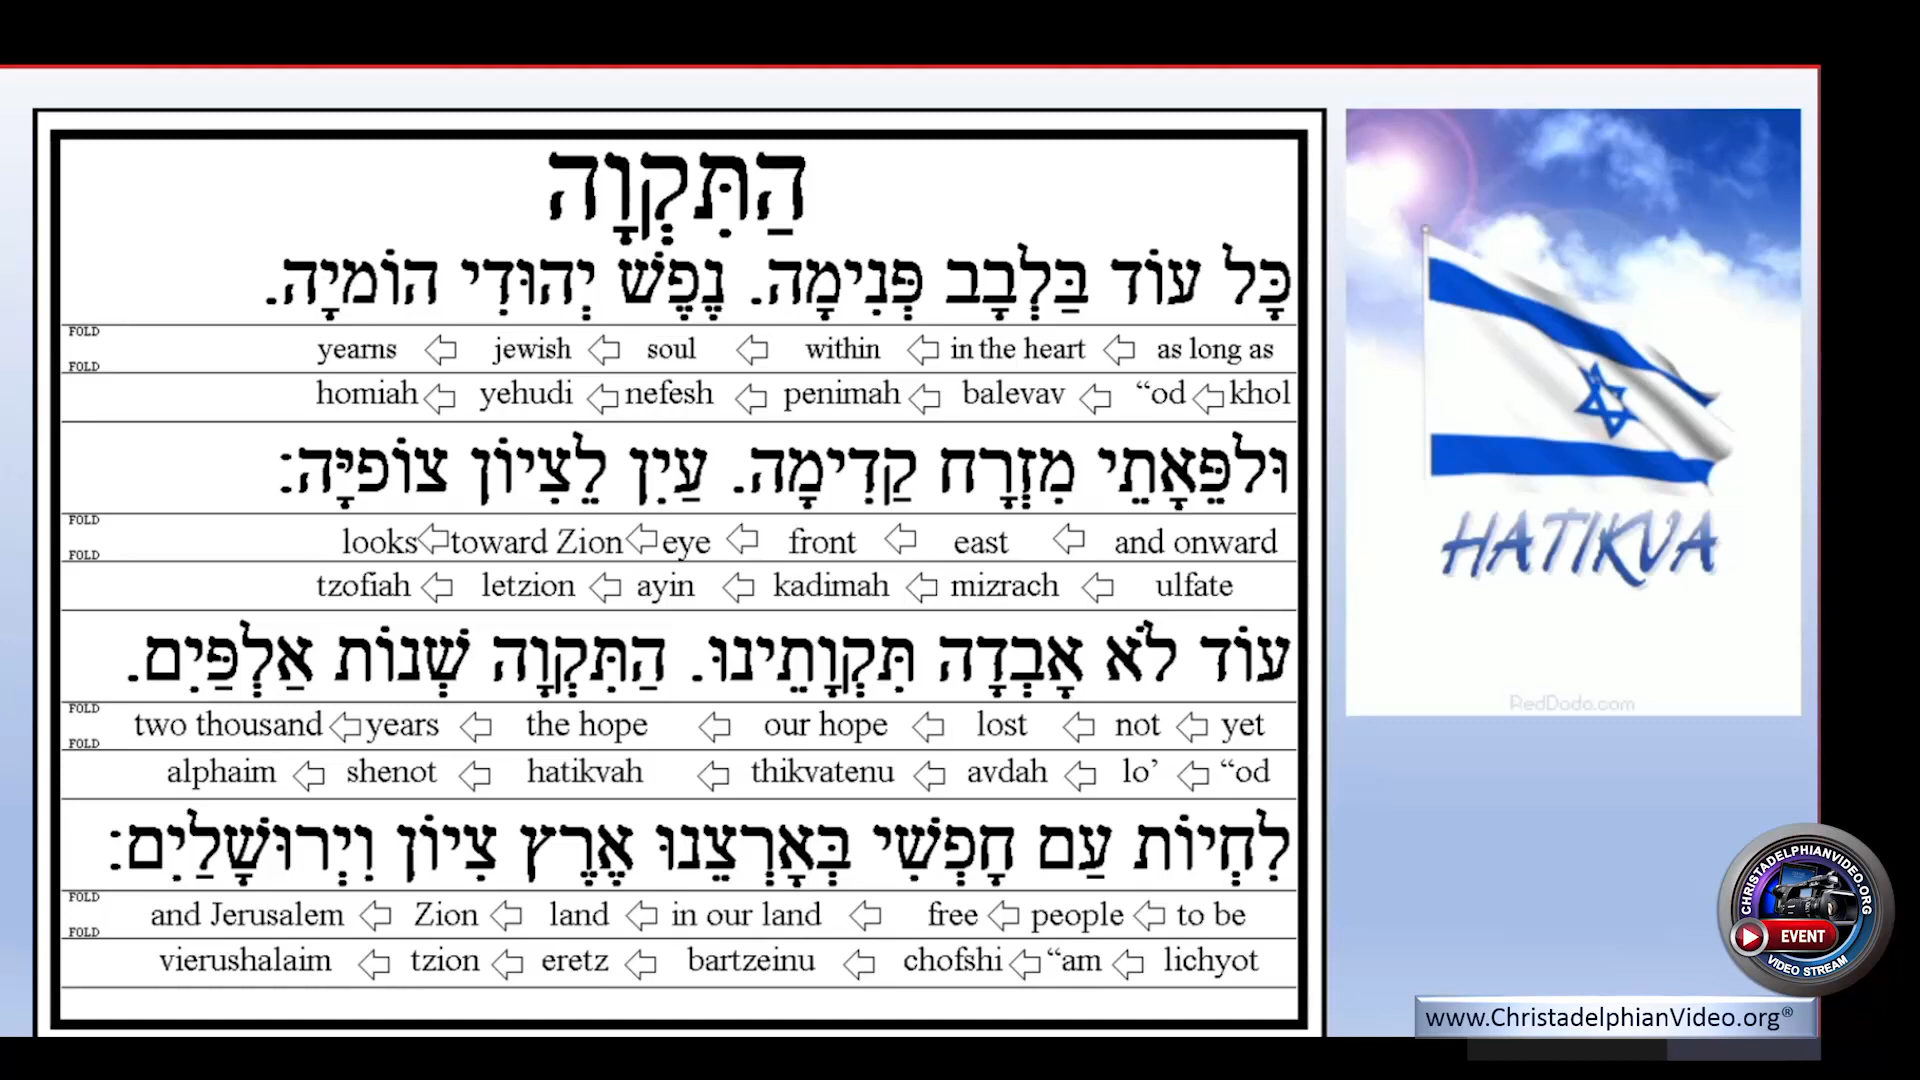 הַתִּקְוָה
כָּל עוֹד בַּלְבָב פְּנִימָה. נֶפֶשׁ יְהוּדִי הוֹמִיָה.
FOLD
yearns ⇦ jewish ⇦ soul ⇦ within ⇦ in the heart ⇦ as long as
FOLD
homiah ⇦ yehudi ⇦ nefesh ⇦ penimah ⇦ balevav ⇦ “od ⇦ khol
וּלפֵּאָתֵי מִזְרָח קַדִימָה. עַיִן לֵצִיוֹן צוֹפִיָּה:
FOLD
looks ⇦ toward Zion ⇦ eye ⇦ front ⇦ east ⇦ and onward
FOLD
tzofiah ⇦ letzion ⇦ ayin ⇦ kadimah ⇦ mizrach ⇦ ulfate
עוֹד לֹא אָבְדָה תִּקְוָתֵינוּ. הַתִּקְוָה שְׁנוֹת אַלְפַּיִם.
FOLD
two thousand ⇦ years ⇦ the hope ⇦ our hope ⇦ lost ⇦ not ⇦ yet
FOLD
alphaim ⇦ shenot ⇦ hatikvah ⇦ thikvatenu ⇦ avdah ⇦ lo’ ⇦ “od
לִחְיוֹת עַם חָפְשִׁי בְּאָרְצֵנוּ אֶרֶץ צִיוֹן וִיְרוּשָׁלַיִם:
FOLD
and Jerusalem ⇦ Zion ⇦ land ⇦ in our land ⇦ free ⇦ people ⇦ to be
FOLD
vierushalaim ⇦ tzion ⇦ eretz ⇦ bartzeinu ⇦ chofshi ⇦ “am ⇦ lichyot
HATIKVA
RedDodo.com
CHRISTADELPHIANVIDEO.ORG
EVENT
VIDEO STREAM
www.ChristadelphianVideo.org®